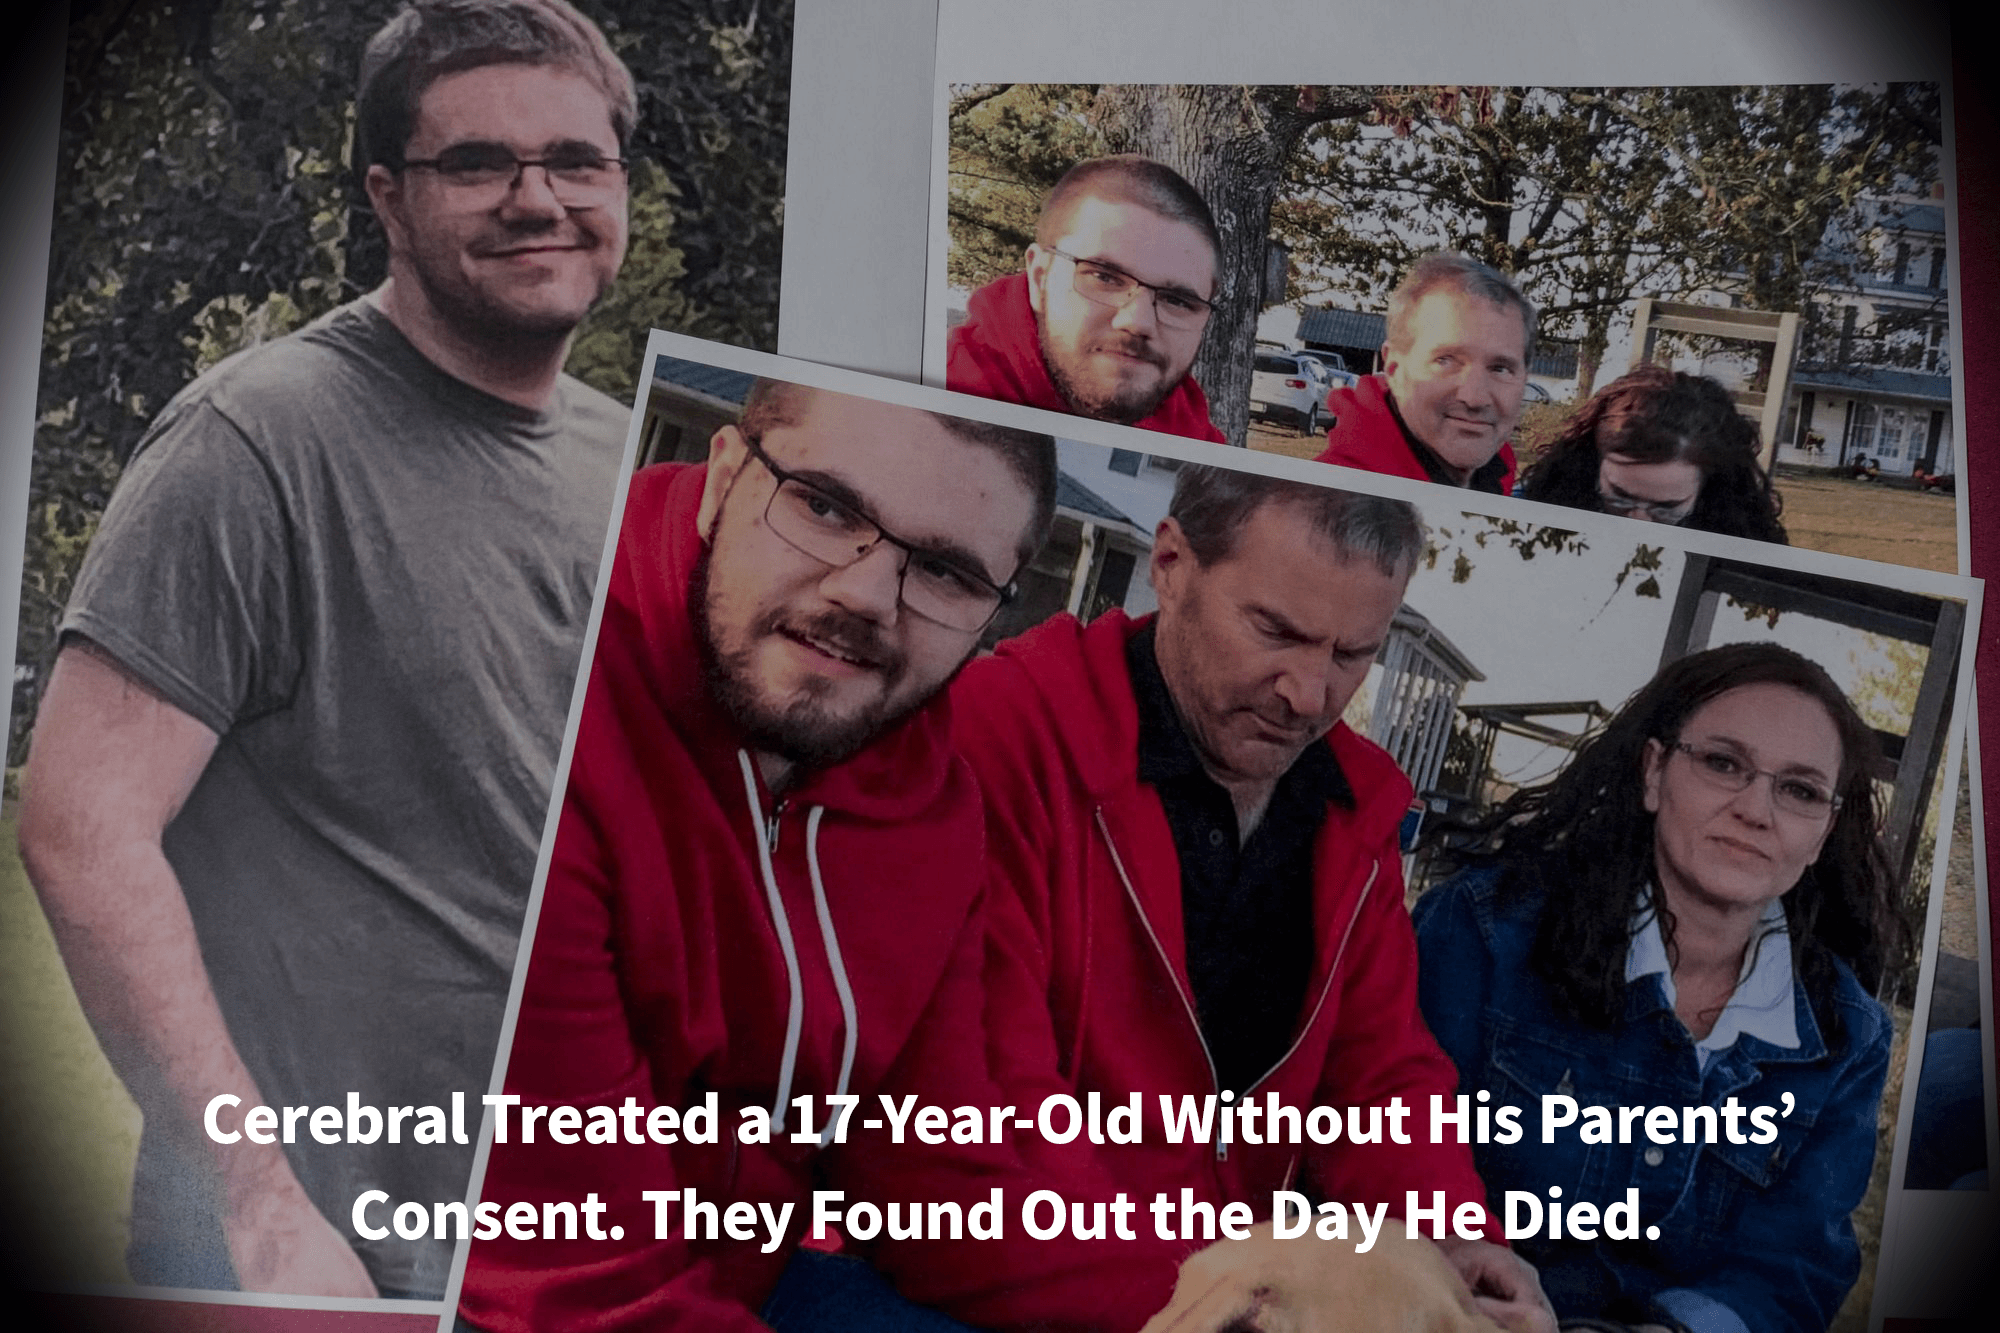 Cerebral Treated a 17-Year-Old Without His Parents’
Consent. They Found Out the Day He Died.